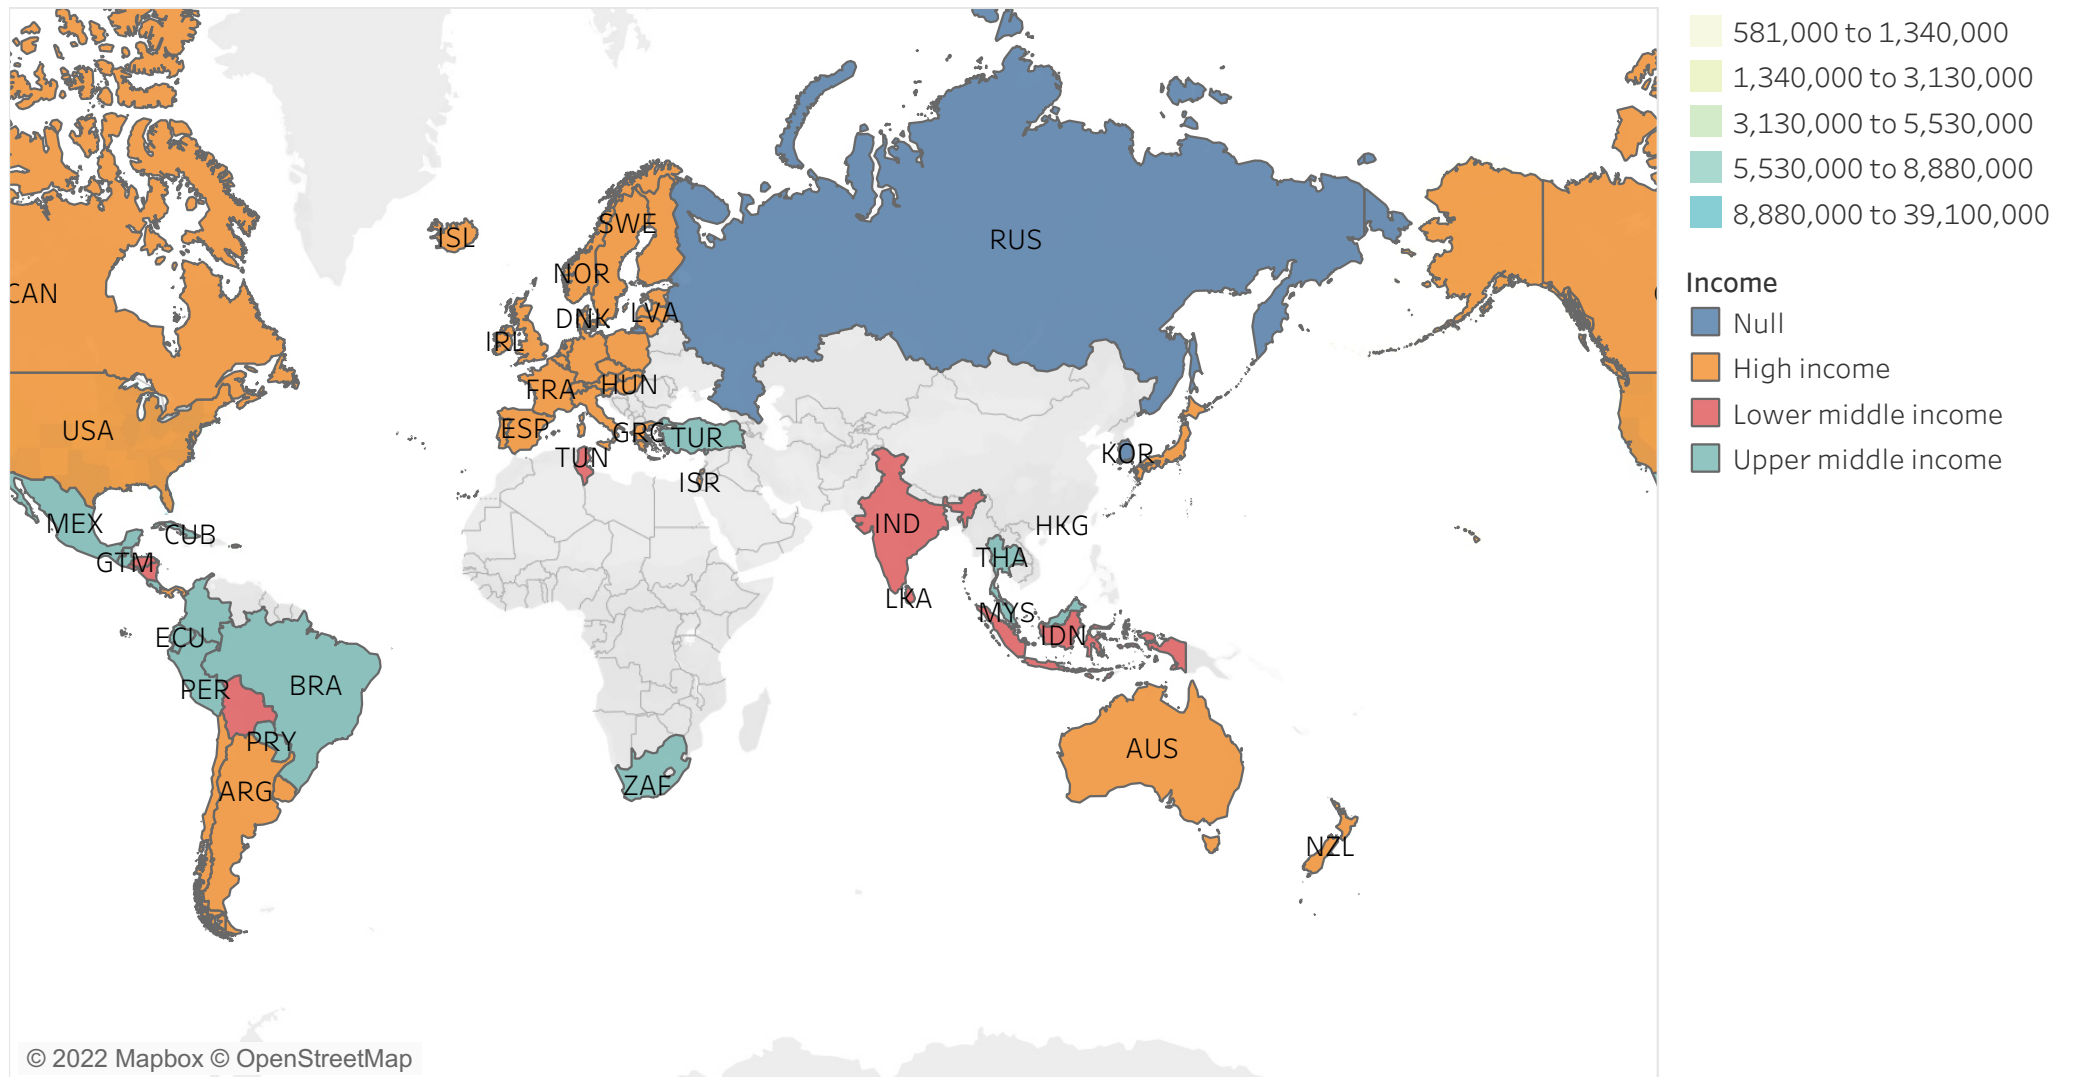 581,000 to 1,340,000
1,340,000 to 3,130,000
3,130,000 to 5,530,000
5,530,000 to 8,880,000
8,880,000 to 39,100,000
Income
Null
High income
Lower middle income
Upper middle income
SWE
ISL
RUS
NOR
CAN
LVA
DNK
IRL
HUN
FRA
USA
ESP
GRC
TUR
TUN
KOR
ISR
MEX
CUB
IND
HKG
GTM
THA
LKA
MYS
ECU
IDN
PER
BRA
PRY
AUS
ZAF
ARG
NZL
© 2022 Mapbox © OpenStreetMap